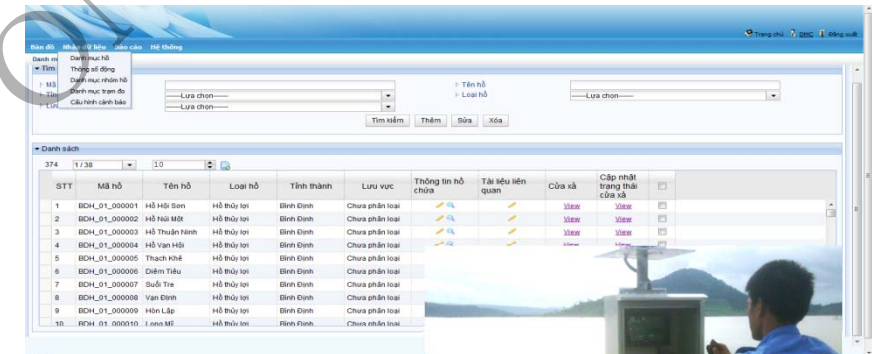 Trang chủ DMC Đăng xuất
Bản đồ Nhập dữ liệu Báo cáo Hệ thống
Danh mục hồ
Thông số động
Danh mục nhóm hồ
Danh mục trạm đo
Cấu hình cảnh báo
Tìm
Mã Tên hồ
-----Lựa chọn----- Loại hồ -----Lựa chọn-----
-----Lựa chọn-----
Tìm kiếm Thêm Sửa Xóa
Danh sách
374 1/38 10
STT Mã hồ Tên hồ Loại hồ Tỉnh thành Lưu vực Thông tin hồ chứa Tài liệu liên quan Cửa xả Cập nhật trạng thái cửa xả
1 BDH_01_000001 Hồ Hội Sơn Hồ thủy lợi Bình Định Chưa phân loại View View
2 BDH_01_000002 Hồ Núi Một Hồ thủy lợi Bình Định Chưa phân loại View View
3 BDH_01_000003 Hồ Thuận Ninh Hồ thủy lợi Bình Định Chưa phân loại View View
4 BDH_01_000004 Hồ Vạn Hội Hồ thủy lợi Bình Định Chưa phân loại View View
5 BDH_01_000005 Thạch Khê Hồ thủy lợi Bình Định Chưa phân loại
6 BDH_01_000006 Diêm Tiêu Hồ thủy lợi Bình Định Chưa phân loại
7 BDH_01_000007 Suối Tre Hồ thủy lợi Bình Định Chưa phân loại
8 BDH_01_000008 Vạn Định Hồ thủy lợi Bình Định Chưa phân loại
9 BDH_01_000009 Hòn Lập Hồ thủy lợi Bình Định Chưa phân loại
10 BDH_01_000010 Long Mỹ Hồ thủy lợi Bình Định Chưa phân loại